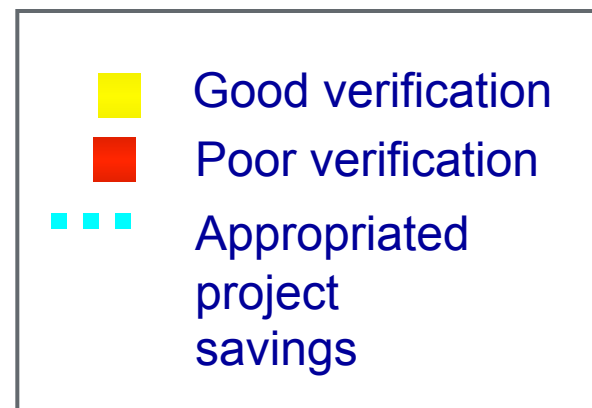 Good verification
Poor verification
Appropriated
project
savings